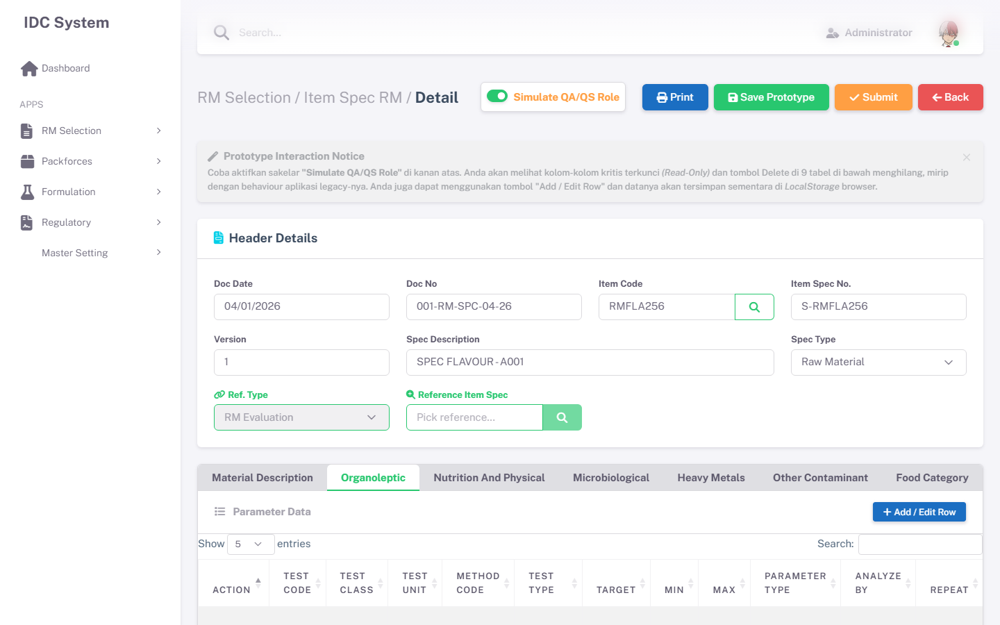 IDC System
Dashboard
APPS
RM Selection
Packforces
Formulation
Regulatory
Master Setting
Search...
Administrator
RM Selection / Item Spec RM / Detail
Simulate QA/QS Role
Print
Save Prototype
Submit
Back
Prototype Interaction Notice
Coba aktifkan sakelar "Simulate QA/QS Role" di kanan atas. Anda akan melihat kolom-kolom kritis terkunci (Read-Only) dan tombol Delete di 9 tabel di bawah menghilang, mirip
dengan behaviour aplikasi legacy-nya. Anda juga dapat menggunakan tombol "Add / Edit Row" dan datanya akan tersimpan sementara di LocalStorage browser.
Header Details
Doc Date Doc No Item Code Item Spec No.
04/01/2026 001-RM-SPC-04-26 RMFLA256 S-RMFLA256
Version Spec Description Spec Type
1 SPEC FLAVOUR - A001 Raw Material
Ref. Type Reference Item Spec
RM Evaluation Pick reference...
Material Description Organoleptic Nutrition And Physical Microbiological Heavy Metals Other Contaminant Food Category
Parameter Data
Add / Edit Row
Show 5 entries Search:
ACTION
TEST CODE
TEST CLASS
TEST UNIT
METHOD CODE
TEST TYPE
TARGET
MIN
MAX
PARAMETER TYPE
ANALYZE BY
REPEAT